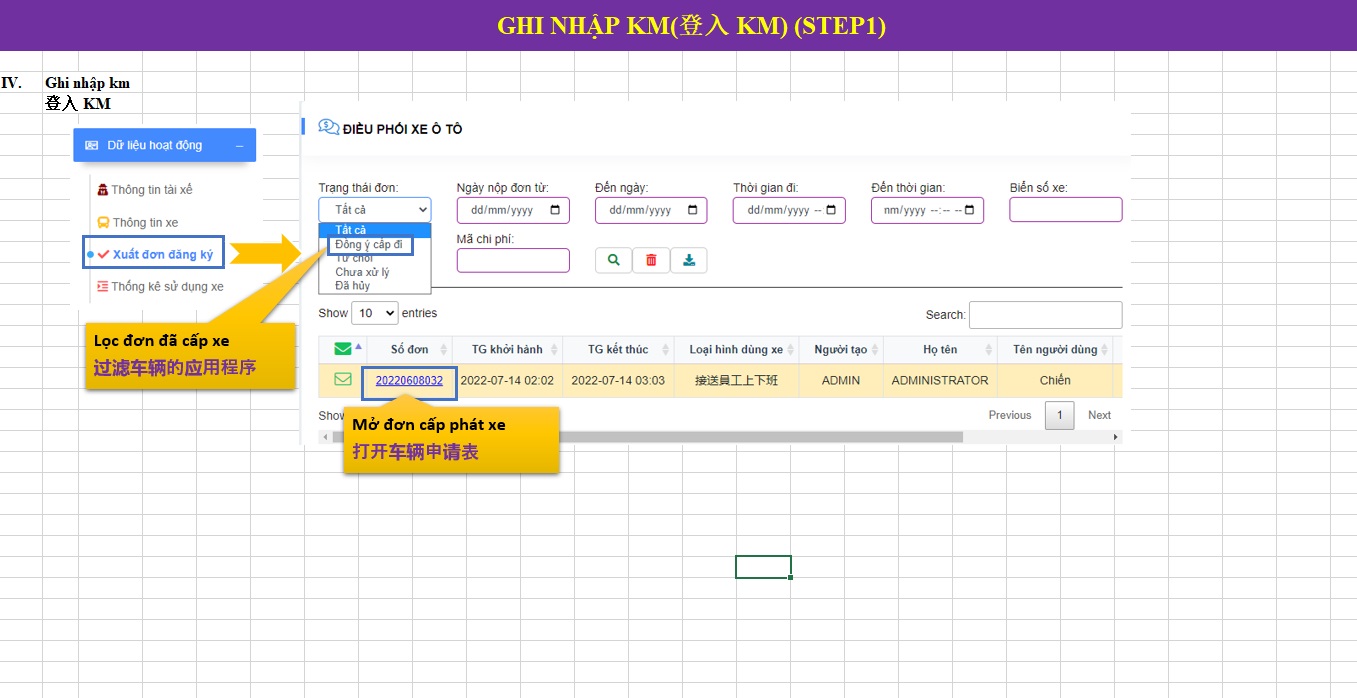 GHI NHẬP KM(登入 KM) (STEP1)
IV. Ghi nhập km
登入 KM
Dữ liệu hoạt động
Thông tin tài xế
Thông tin xe
Xuất đơn đăng ký
Thống kê sử dụng xe
Lọc đơn đã cấp xe
过滤车辆的应用程序
ĐIỀU PHỐI XE Ô TÔ
Trạng thái đơn: Ngày nộp đơn từ: Đến ngày: Thời gian đi: Đến thời gian: Biển số xe:
Tất cả dd/mm/yyyy dd/mm/yyyy dd/mm/yyyy -- nm/yyyy --:-- --
Tất cả
Đồng ý cấp đi
Từ chối
Chưa xử lý
Đã hủy
Mã chi phí:
Show 10 entries Search:
Số đơn TG khởi hành TG kết thúc Loại hình dùng xe Người tạo Họ tên Tên người dùng
20220608032 2022-07-14 02:02 2022-07-14 03:03 接送員工上下班 ADMIN ADMINISTRATOR Chiến
Previous 1 Next
Mở đơn cấp phát xe
打开车辆申请表